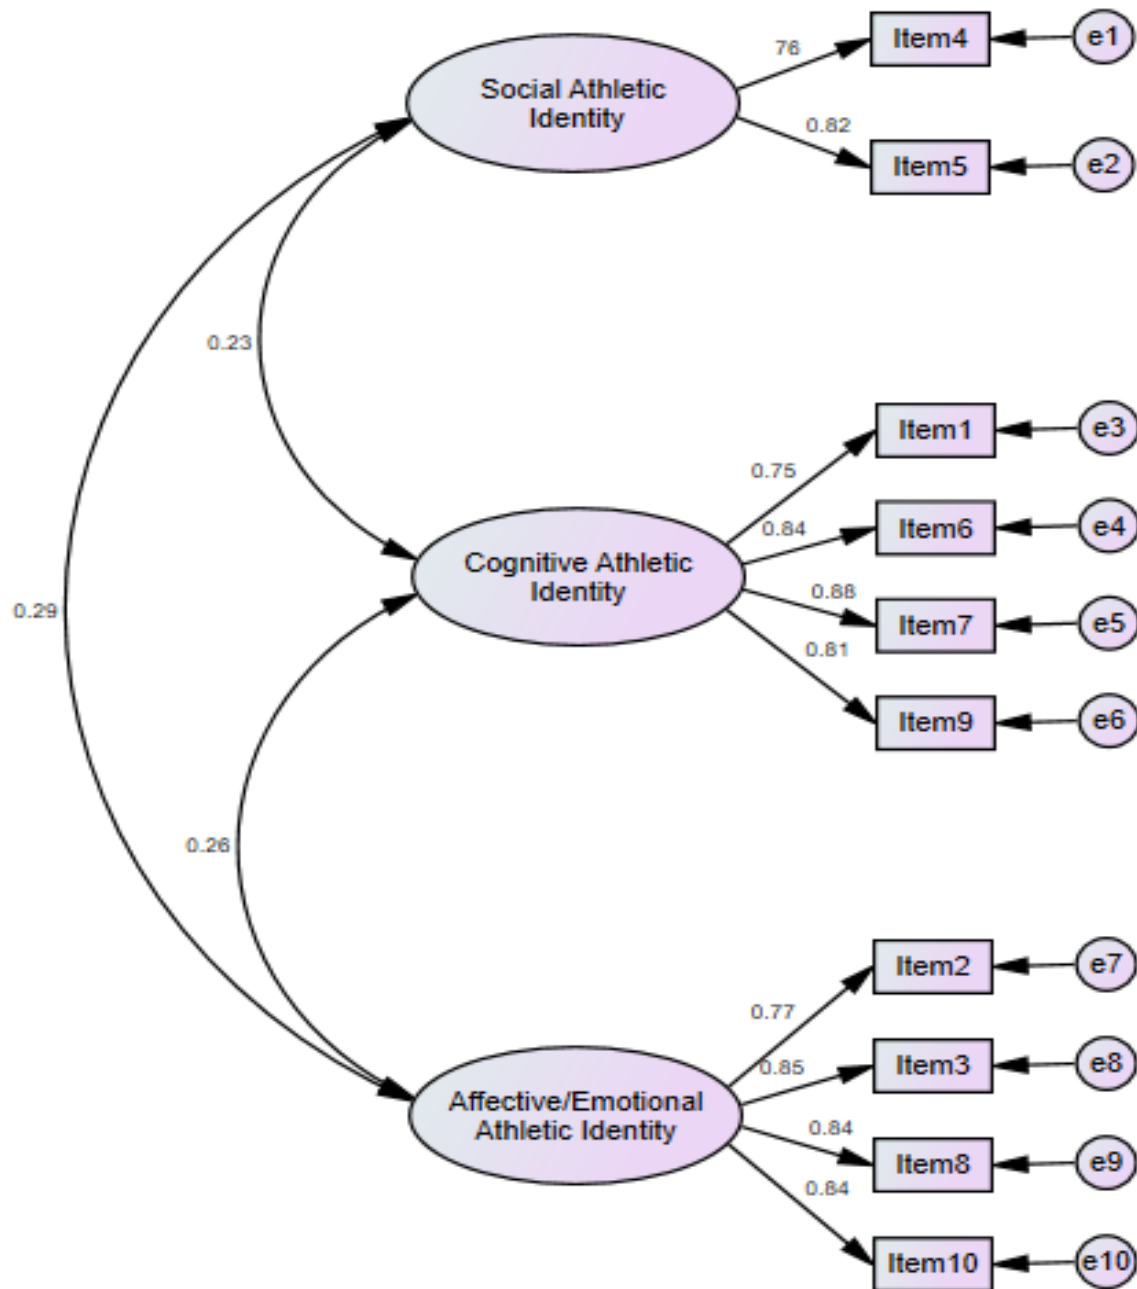 Item4
e1
76
Social Athletic
Identity
0.82
Item5
e2
0.23
Item1
e3
0.75
0.84
Item6
e4
Cognitive Athletic
Identity
0.88
Item7
e5
0.29
0.81
Item9
e6
0.26
Item2
e7
0.77
0.85
Item3
e8
Affective/Emotional
Athletic Identity
0.84
Item8
e9
0.84
Item10
e10